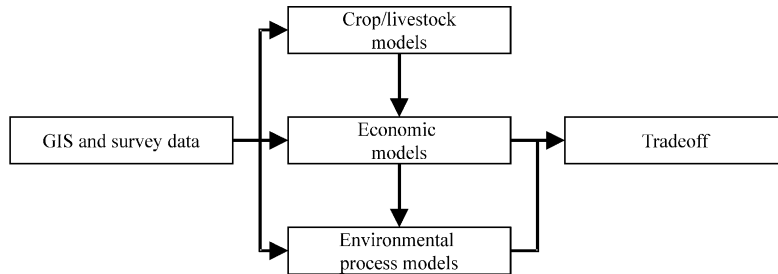 Crop/livestock
models
GIS and survey data
Economic
models
Tradeoff
Environmental
process models